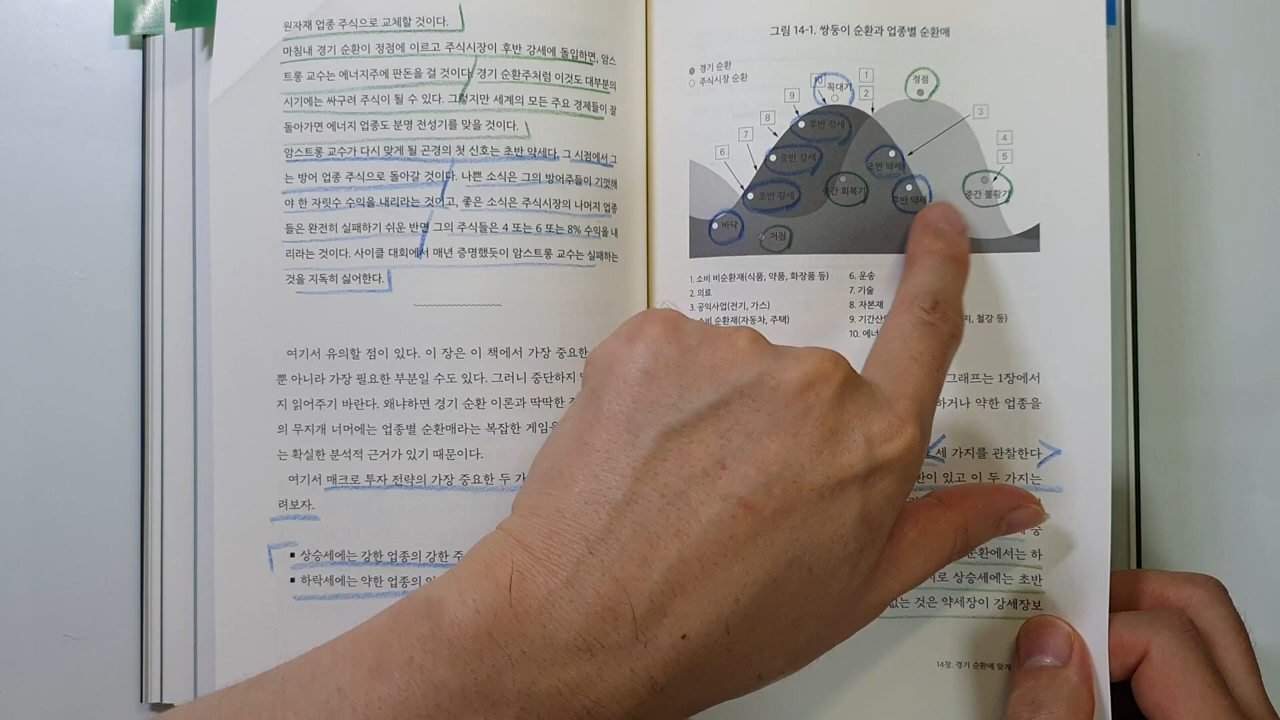 원자재 업종 주식으로 교체할 것이다.
마침내 경기 순환이 정점에 이르고 주식시장이 후반 강세에 돌입하면, 암스
트롱 교수는 에너지주에 판돈을 걸 것이다. 경기 순환주처럼 이것도 대부분의
시기에는 싸구려 주식이 될 수 있다. 그렇지만 세계의 모든 주요 경제들이 잘
돌아가면 에너지 업종도 분명 전성기를 맞을 것이다.
암스트롱 교수가 다시 맞게 될 곤경의 첫 신호는 초반 약세다. 그 시점에서 그
는 방어 업종 주식으로 돌아갈 것이다. 나쁜 소식은 그의 방어주들이 기껏해
야 한 자릿수 수익을 내리라는 것이고, 좋은 소식은 주식시장의 나머지 업종
들은 완전히 실패하기 쉬운 반면 그의 주식들은 4 또는 6 또는 8% 수익을 내
리라는 것이다. 사이클 대회에서 매년 증명했듯이 암스트롱 교수는 실패하는
것을 지독히 싫어한다.
여기서 유의할 점이 있다. 이 장은 이 책에서 가장 중요한
뿐 아니라 가장 필요한 부분일 수도 있다. 그러니 중단하지
지 읽어주기 바란다. 왜냐하면 경기 순환 이론과 딱딱한
의 무지개 너머에는 업종별 순환매라는 복잡한 게임을
는 확실한 분석적 근거가 있기 때문이다.
여기서 매크로 투자 전략의 가장 중요한 두 가
려보자.
▪ 상승세에는 강한 업종의 강한 주
▪ 하락세에는 약한 업종의
그림 14-1. 쌍둥이 순환과 업종별 순환매
경기 순환
주식시장 순환
10
꼭대기
1
2
정점
9
후반 강세
3
8
중반 강세
초반 약세
4
7
5
6
초반 강세
중간 회복기
후반 약세
중간 불황기
바닥
저점
1. 소비 비순환재(식품, 약품, 화장품 등)
2. 의료
3. 공익사업(전기, 가스)
소비 순환재(자동차, 주택)
6. 운송
7. 기술
8. 자본재
9. 기간산 지, 철강 등)
10. 에너
그래프는 1장에서
하거나 약한 업종을
세 가지를 관찰한다
반이 있고 이 두 가지는
중
순환에서는 하
로 상승세에는 초반
없는 것은 약세장이 강세장보
14장. 경기 순환에 맞게